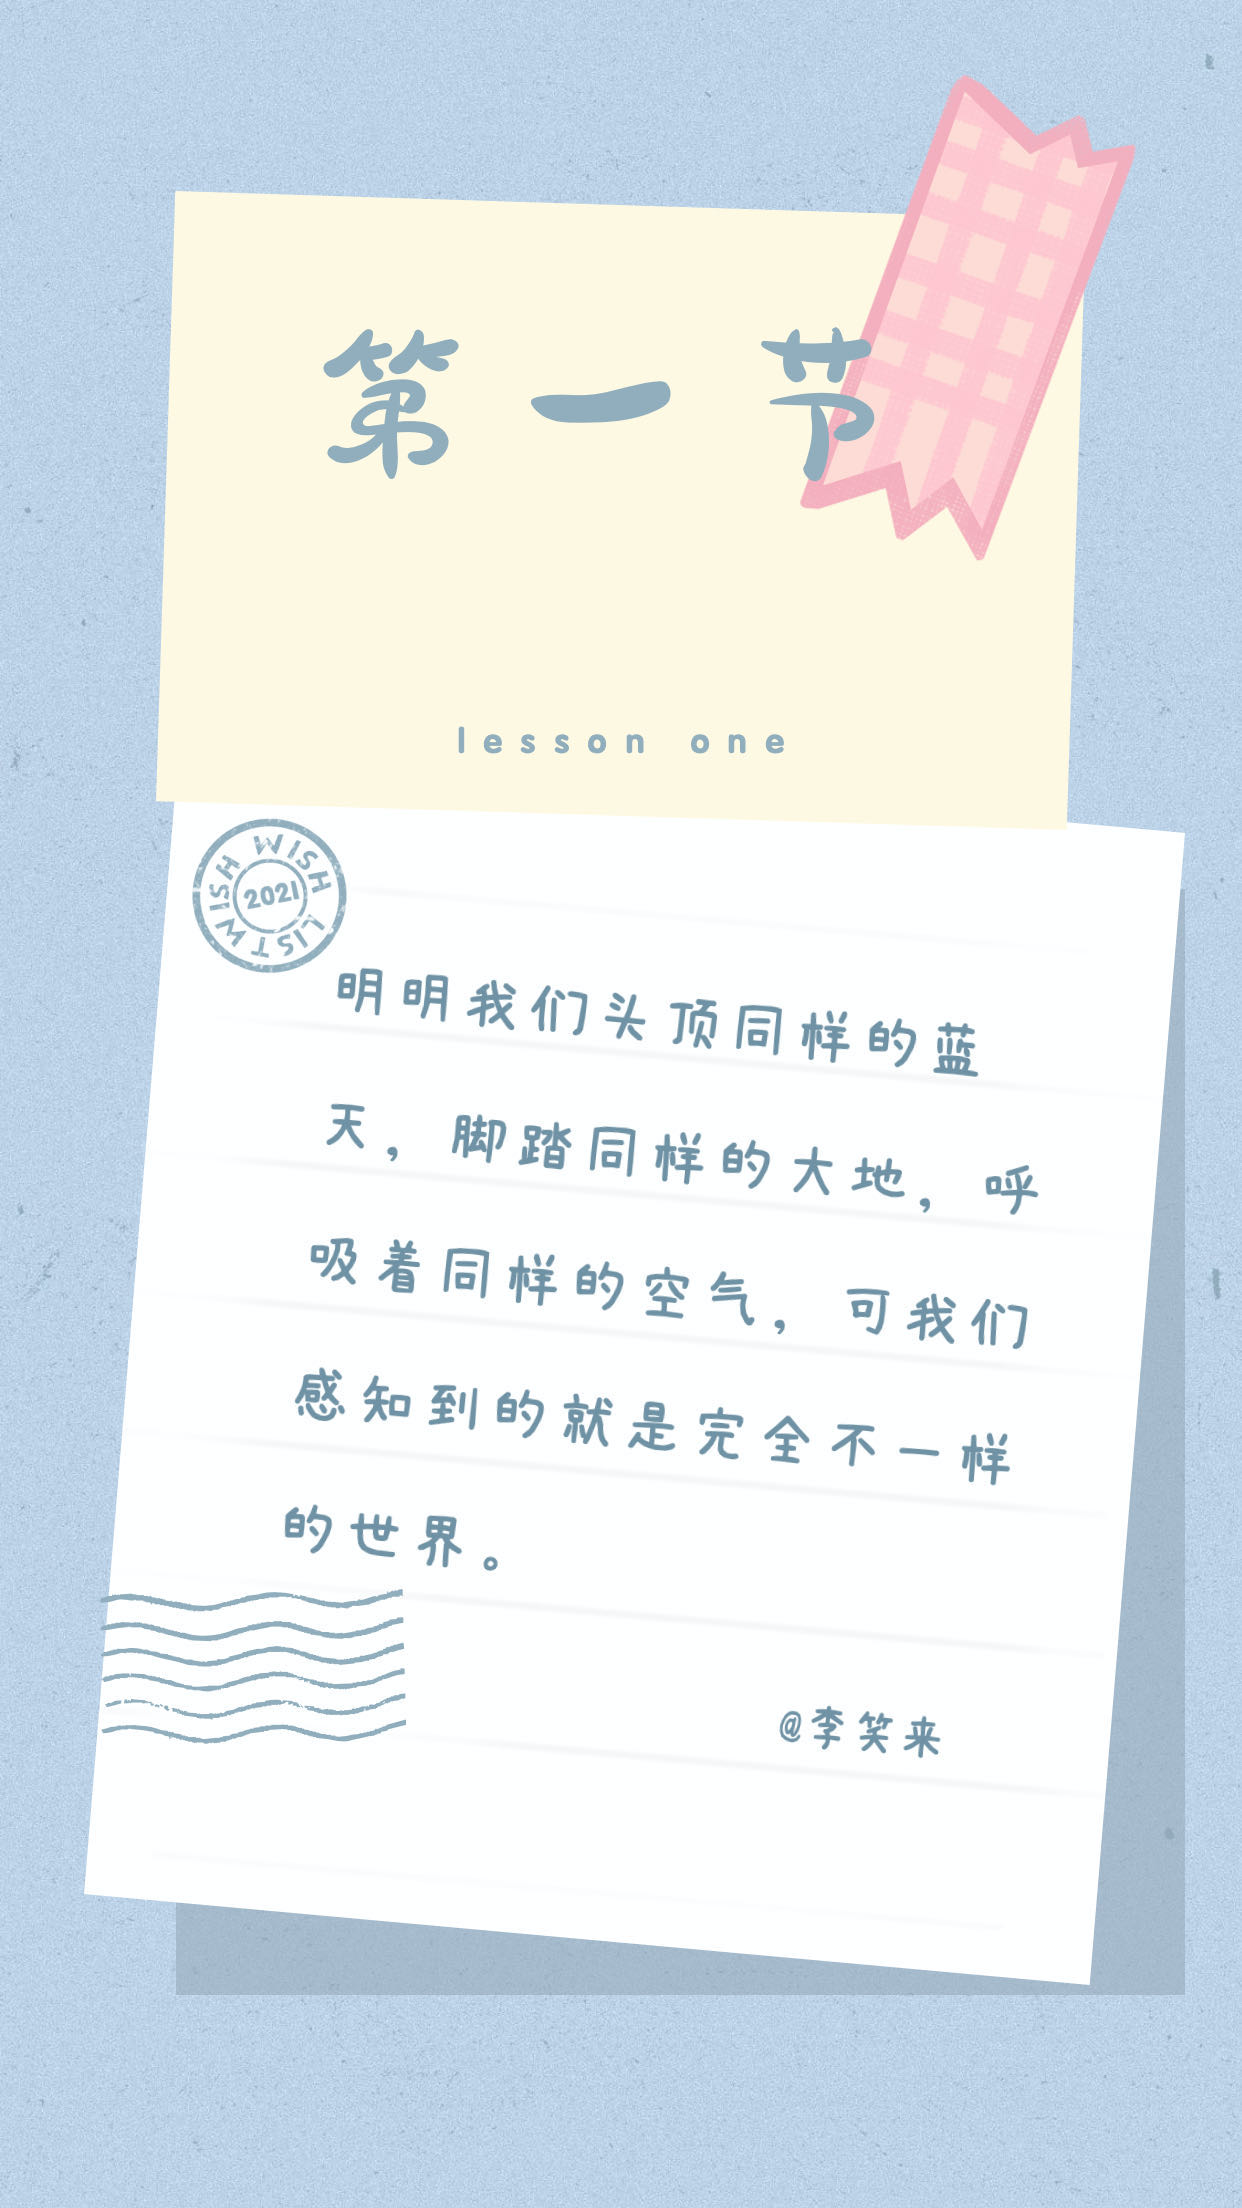 第一节
lesson one
WISH LIST WISH
2021
明明我们头顶同样的蓝
天，脚踏同样的大地，呼
吸着同样的空气，可我们
感知到的就是完全不一样
的世界。
@李笑来